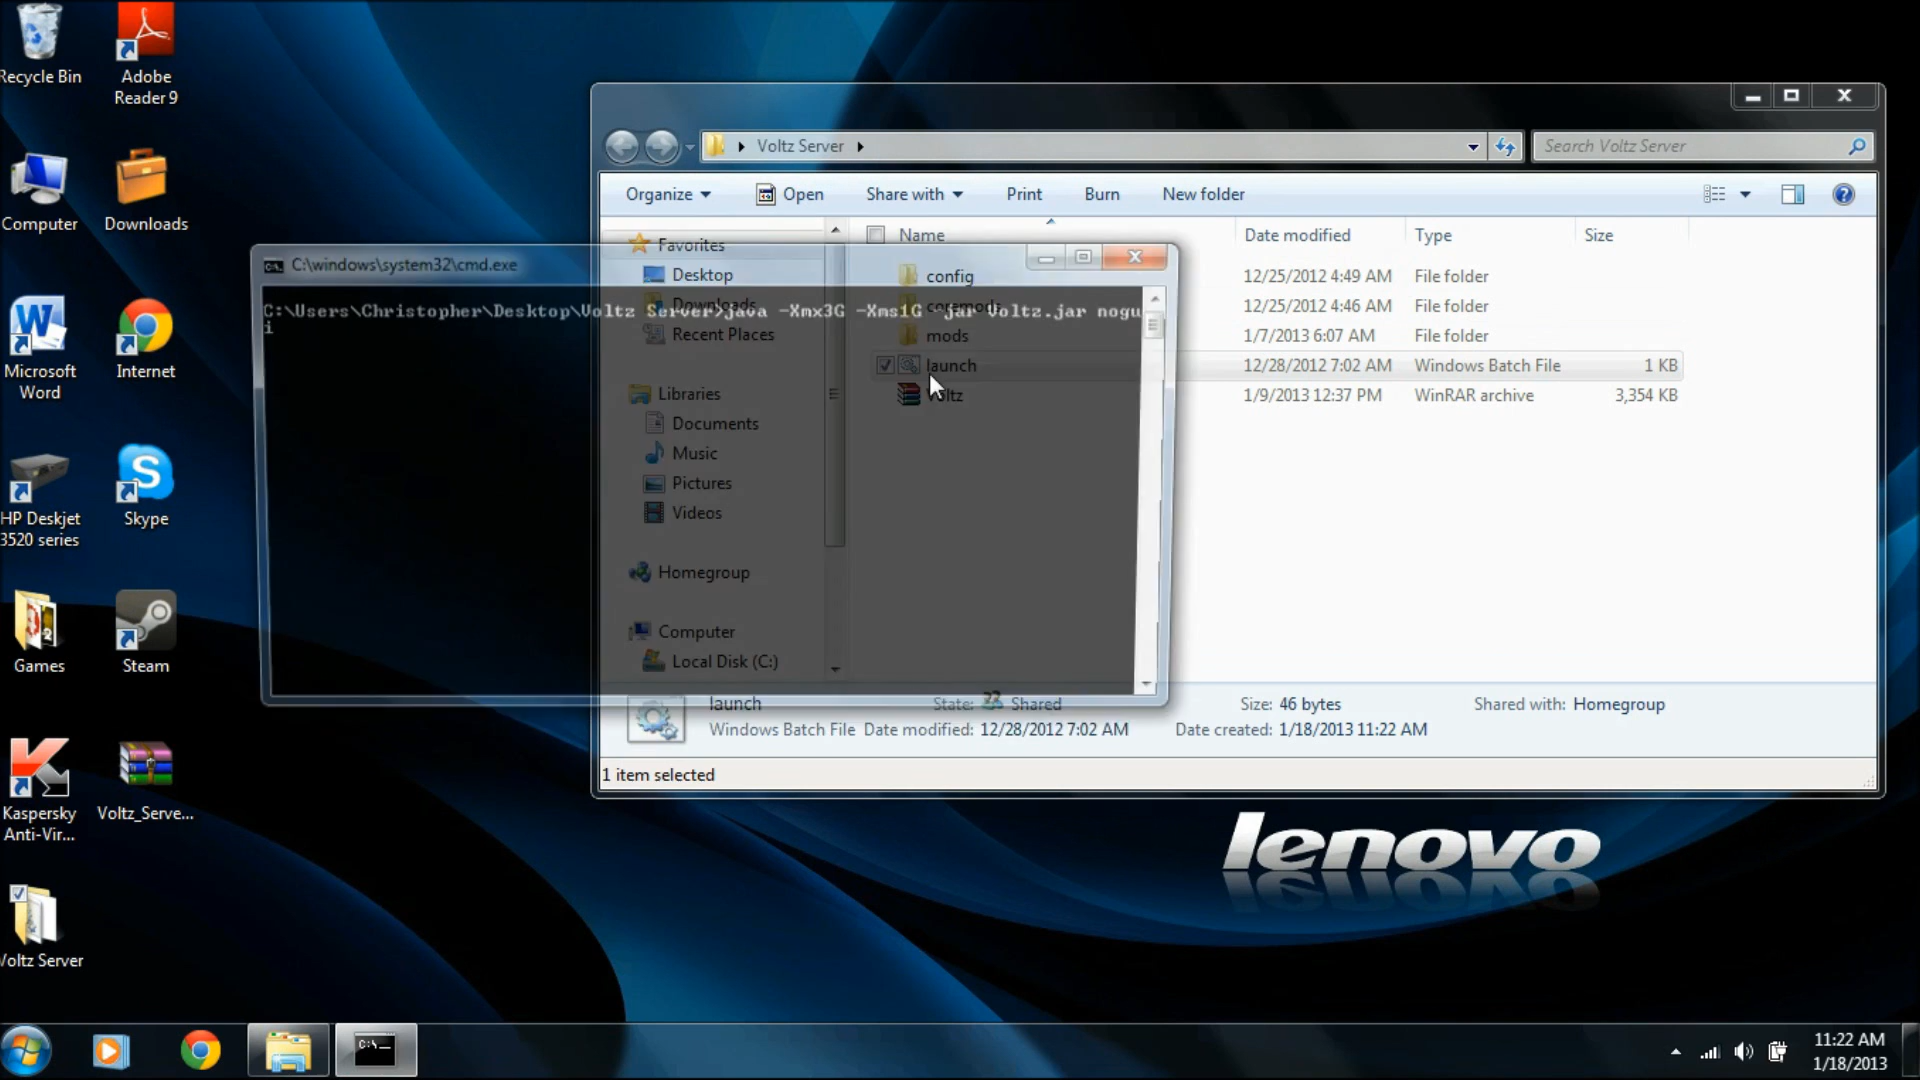 Recycle Bin
Adobe
Reader 9
Computer
Downloads
Microsoft
Word
Internet
HP Deskjet
3520 series
Skype
Games
Steam
Kaspersky
Anti-Vir...
Voltz_Serve...
Voltz Server
Voltz Server
Search Voltz Server
Organize
Open
Share with
Print
Burn
New folder
Name
Date modified
Type
Size
Favorites
Desktop
Downloads
Recent Places
Libraries
Documents
Music
Pictures
Videos
Homegroup
Computer
Local Disk (C:)
config
12/25/2012 4:49 AM
File folder
coremods
12/25/2012 4:46 AM
File folder
mods
1/7/2013 6:07 AM
File folder
launch
12/28/2012 7:02 AM
Windows Batch File
1 KB
Voltz
1/9/2013 12:37 PM
WinRAR archive
3,354 KB
C:\windows\system32\cmd.exe
C:\Users\Christopher\Desktop\Voltz Server>java -Xmx3G -Xms1G -jar Voltz.jar nogu
i
launch
State: Shared
Size: 46 bytes
Shared with: Homegroup
Windows Batch File
Date modified: 12/28/2012 7:02 AM
Date created: 1/18/2013 11:22 AM
1 item selected
lenovo
11:22 AM
1/18/2013